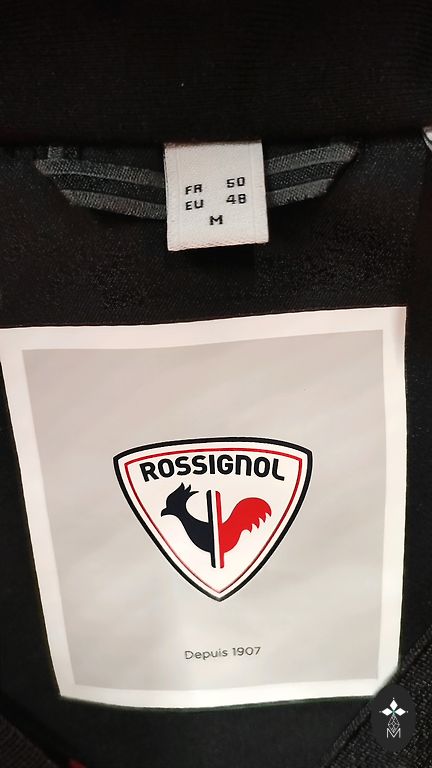 FR 50
EU 48
M
ROSSIGNOL
Depuis 1907
M